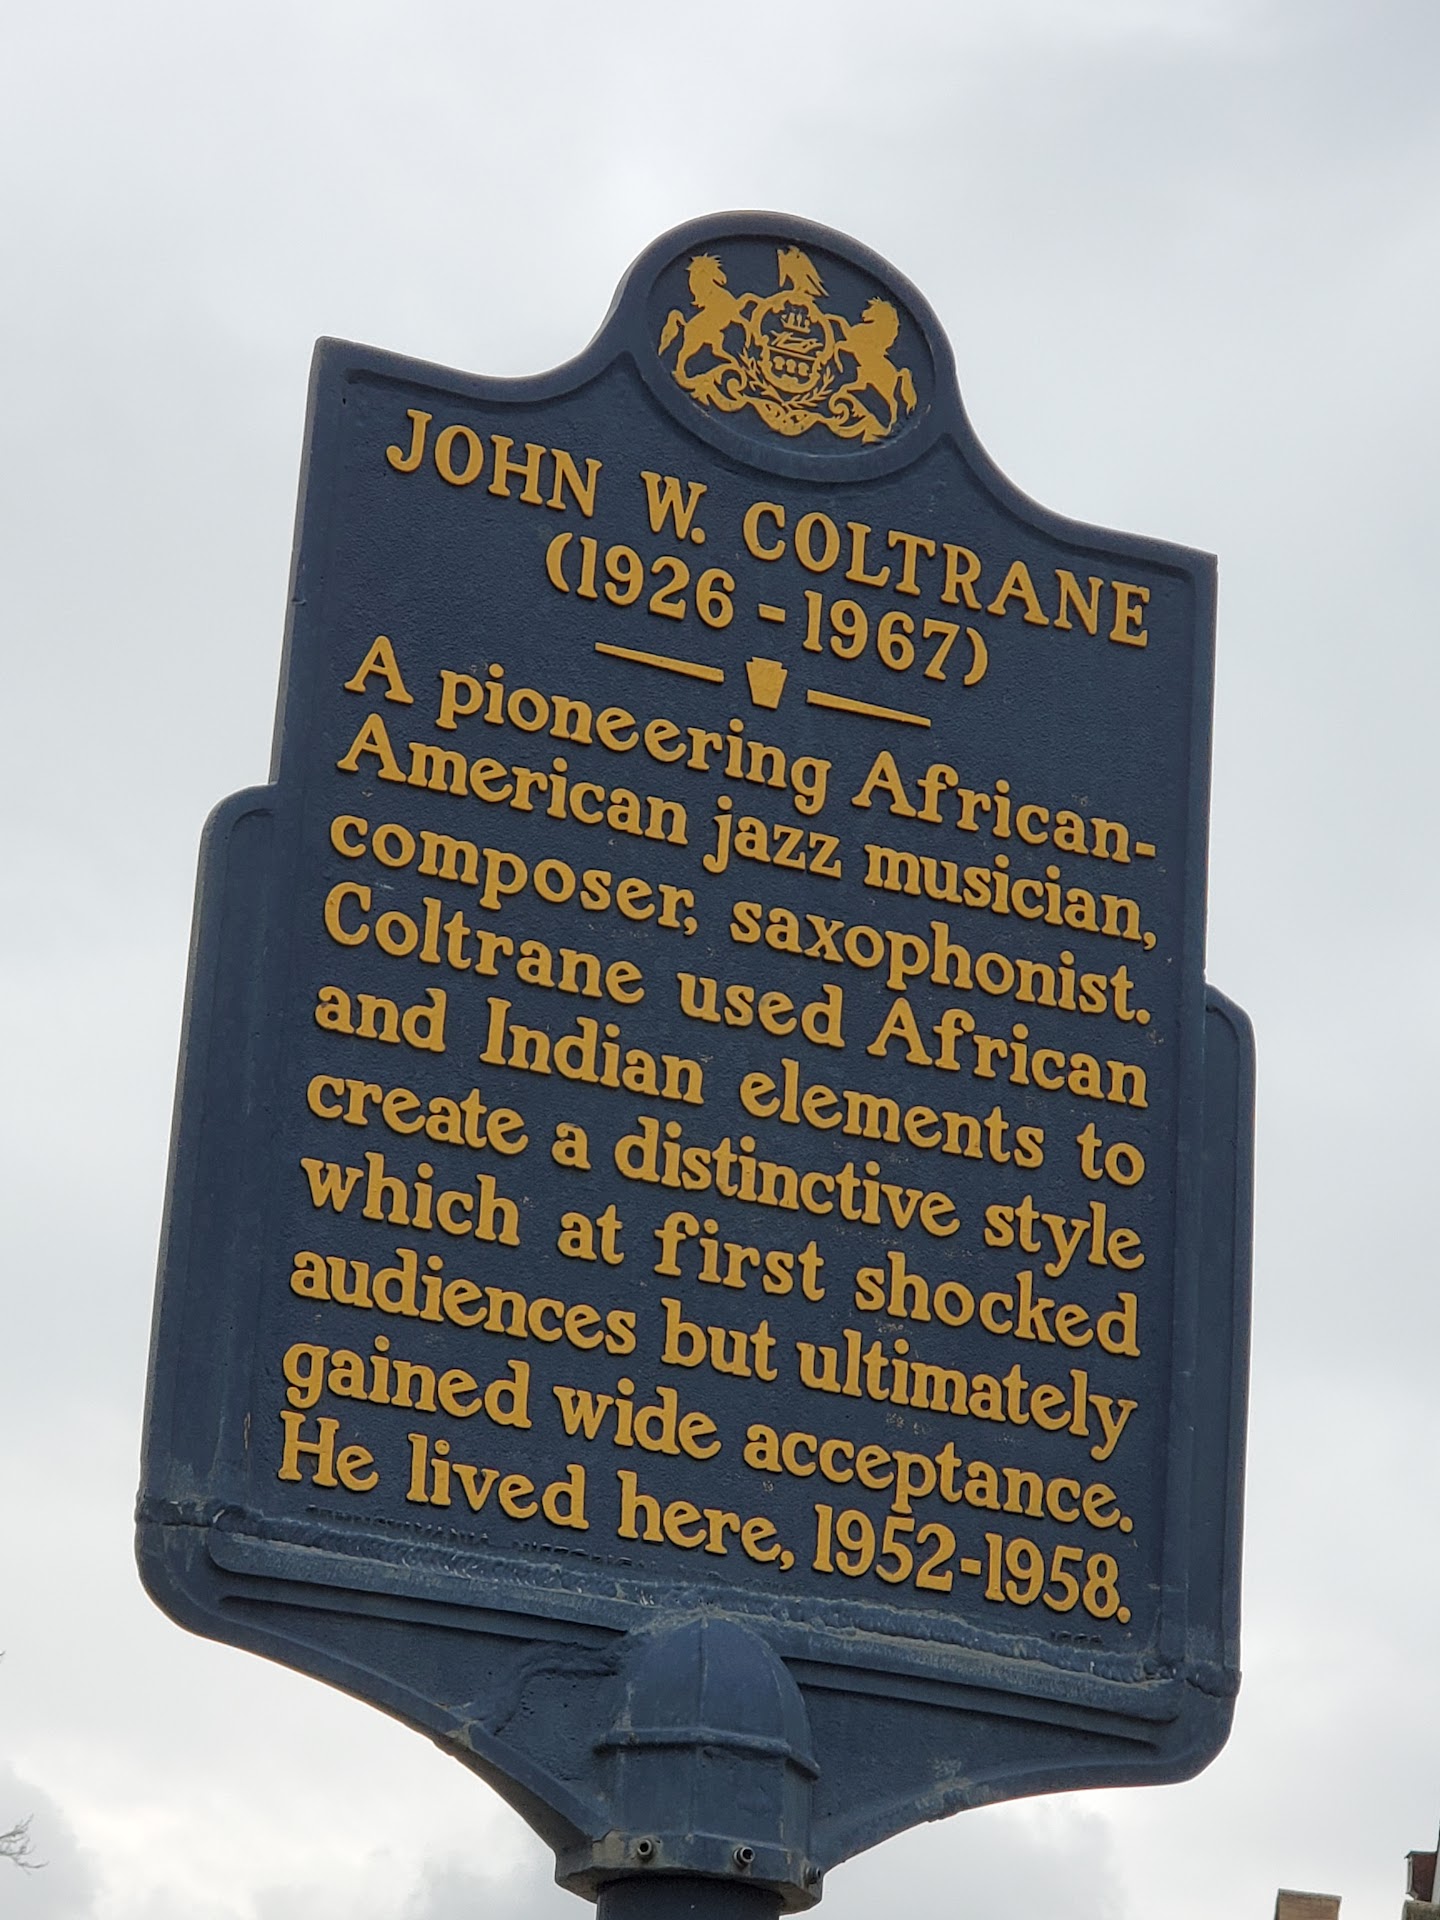 JOHN W. COLTRANE
(1926 - 1967)
A pioneering African-
American jazz musician,
composer, saxophonist.
Coltrane used African
and Indian elements to
create a distinctive style
which at first shocked
audiences but ultimately
gained wide acceptance.
He lived here, 1952-1958.